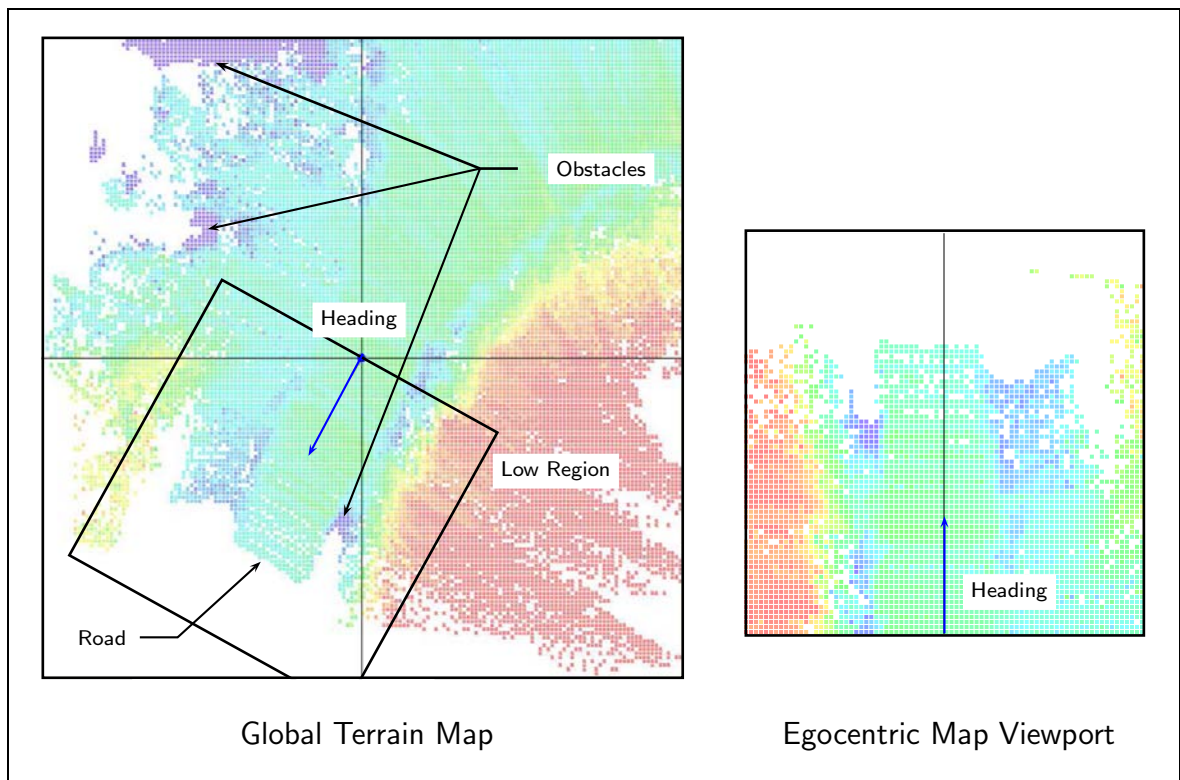 Obstacles
Heading
Low Region
Road
Heading
Global Terrain Map
Egocentric Map Viewport